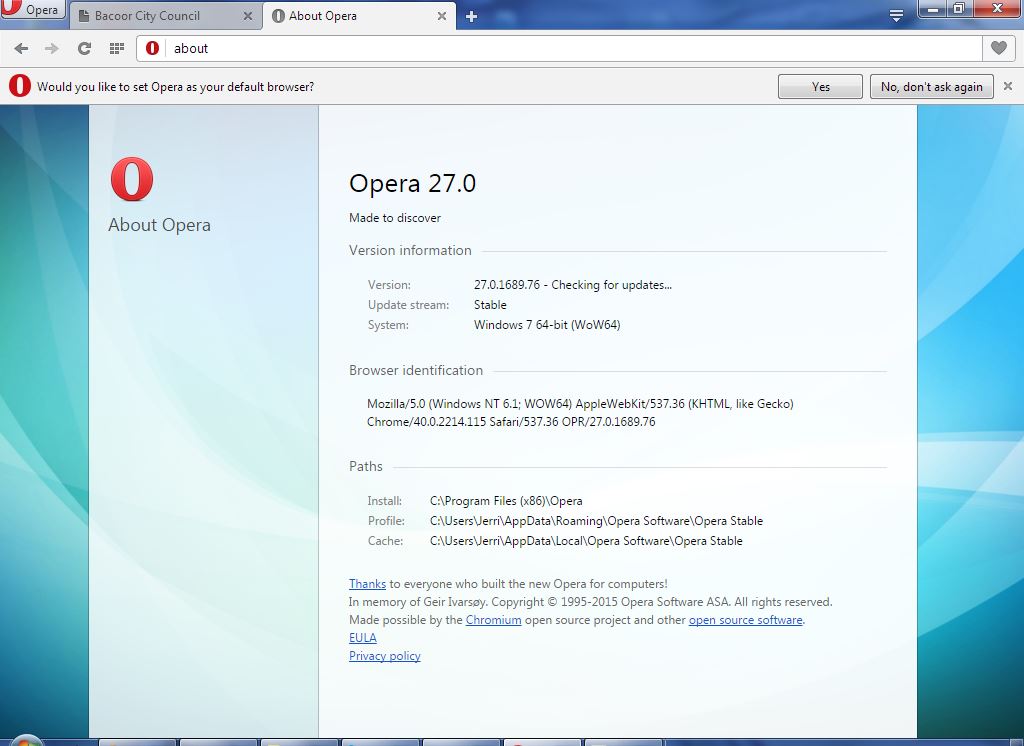 Opera
Bacoor City Council
About Opera
about
Would you like to set Opera as your default browser?
Yes
No, don't ask again
About Opera
Opera 27.0
Made to discover
Version information
Version: 27.0.1689.76 - Checking for updates...
Update stream: Stable
System: Windows 7 64-bit (WoW64)
Browser identification
Mozilla/5.0 (Windows NT 6.1; WOW64) AppleWebKit/537.36 (KHTML, like Gecko)
Chrome/40.0.2214.115 Safari/537.36 OPR/27.0.1689.76
Paths
Install: C:\Program Files (x86)\Opera
Profile: C:\Users\Jerri\AppData\Roaming\Opera Software\Opera Stable
Cache: C:\Users\Jerri\AppData\Local\Opera Software\Opera Stable
Thanks to everyone who built the new Opera for computers!
In memory of Geir Ivarsøy. Copyright © 1995-2015 Opera Software ASA. All rights reserved.
Made possible by the Chromium open source project and other open source software.
EULA
Privacy policy